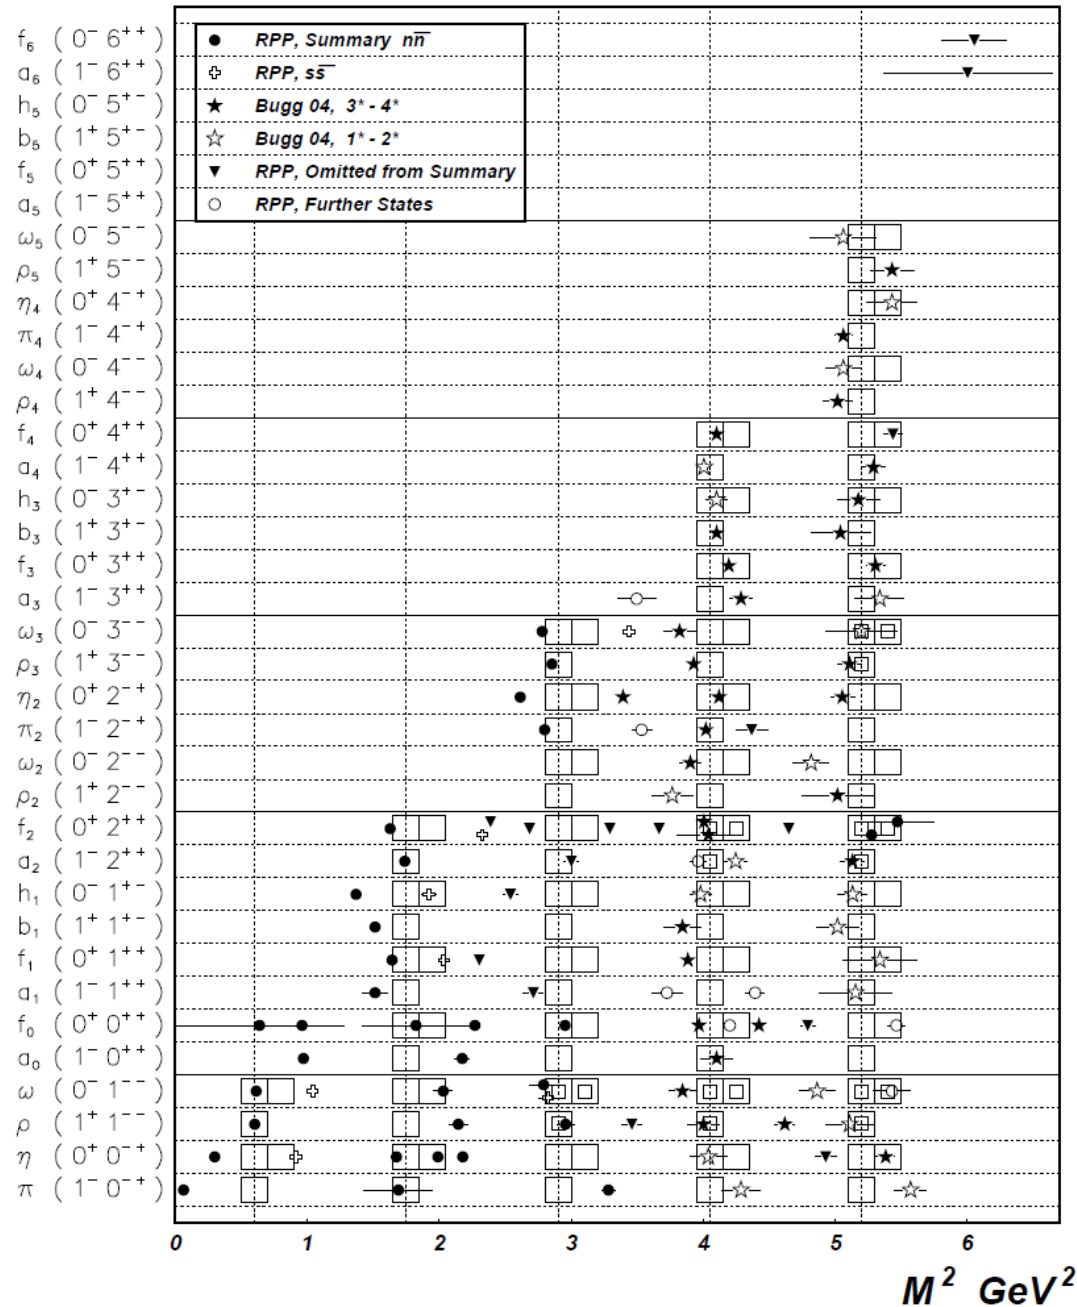 f₆ ( 0⁻ 6⁺⁺ )
a₆ ( 1⁻ 6⁺⁺ )
h₅ ( 0⁻ 5⁺⁻ )
b₅ ( 1⁺ 5⁺⁻ )
f₅ ( 0⁺ 5⁺⁺ )
a₅ ( 1⁻ 5⁺⁺ )
ω₅ ( 0⁻ 5⁻⁻ )
ρ₅ ( 1⁺ 5⁻⁻ )
η₄ ( 0⁺ 4⁻⁺ )
π₄ ( 1⁻ 4⁻⁺ )
ω₄ ( 0⁻ 4⁻⁻ )
ρ₄ ( 1⁺ 4⁻⁻ )
f₄ ( 0⁺ 4⁺⁺ )
a₄ ( 1⁻ 4⁺⁺ )
h₃ ( 0⁻ 3⁺⁻ )
b₃ ( 1⁺ 3⁺⁻ )
f₃ ( 0⁺ 3⁺⁺ )
a₃ ( 1⁻ 3⁺⁺ )
ω₃ ( 0⁻ 3⁻⁻ )
ρ₃ ( 1⁺ 3⁻⁻ )
η₂ ( 0⁺ 2⁻⁺ )
π₂ ( 1⁻ 2⁻⁺ )
ω₂ ( 0⁻ 2⁻⁻ )
ρ₂ ( 1⁺ 2⁻⁻ )
f₂ ( 0⁺ 2⁺⁺ )
a₂ ( 1⁻ 2⁺⁺ )
h₁ ( 0⁻ 1⁺⁻ )
b₁ ( 1⁺ 1⁺⁻ )
f₁ ( 0⁺ 1⁺⁺ )
a₁ ( 1⁻ 1⁺⁺ )
f₀ ( 0⁺ 0⁺⁺ )
a₀ ( 1⁻ 0⁺⁺ )
ω ( 0⁻ 1⁻⁻ )
ρ ( 1⁺ 1⁻⁻ )
η ( 0⁺ 0⁻⁺ )
π ( 1⁻ 0⁻⁺ )
RPP, Summary nn̅
RPP, ss̅
Bugg 04, 3* - 4*
Bugg 04, 1* - 2*
RPP, Omitted from Summary
RPP, Further States
0 1 2 3 4 5 6
M² GeV²